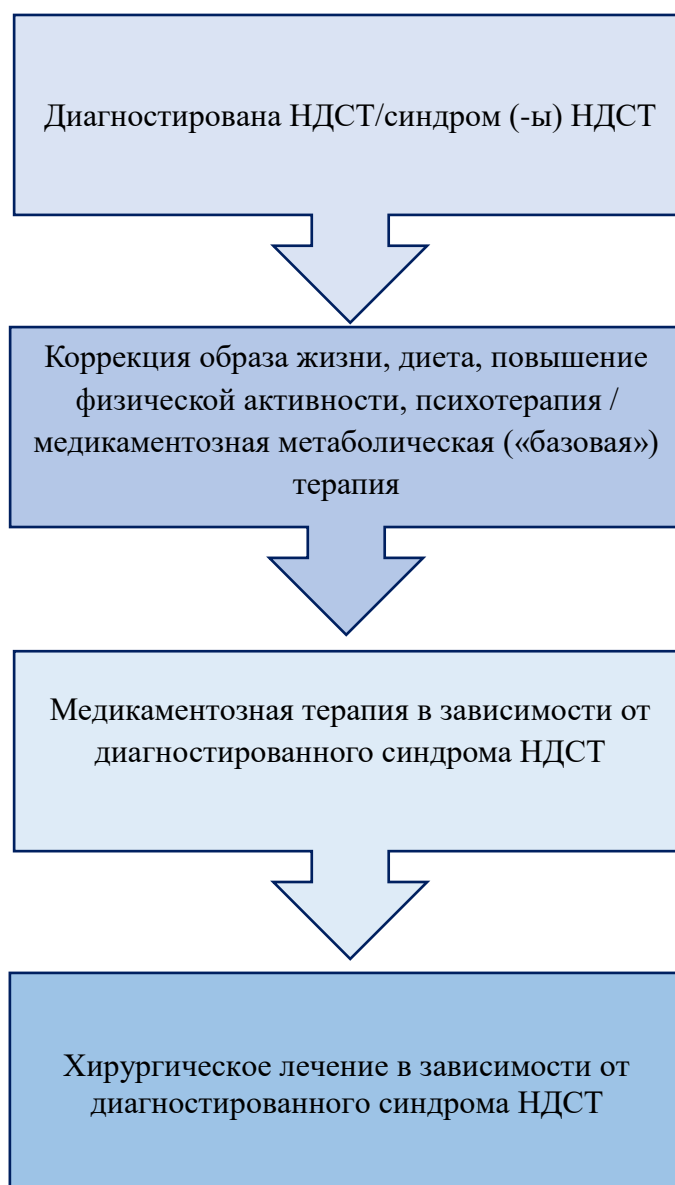 Диагностирована НДСТ/синдром (-ы) НДСТ
Коррекция образа жизни, диета, повышение
физической активности, психотерапия /
медикаментозная метаболическая («базовая»)
терапия
Медикаментозная терапия в зависимости от
диагностированного синдрома НДСТ
Хирургическое лечение в зависимости от
диагностированного синдрома НДСТ